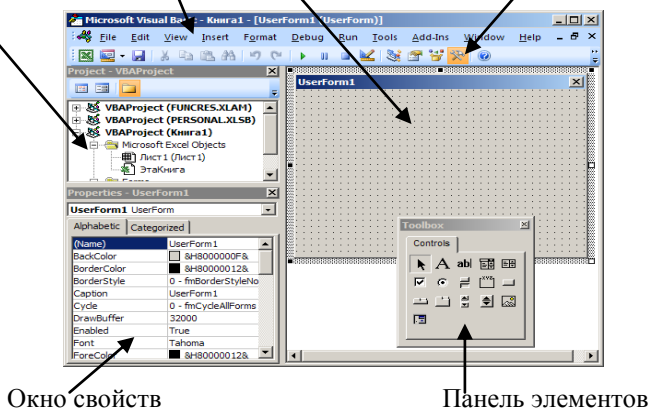 Microsoft Visual Basic - Книга1 - [UserForm1 (UserForm)]
File Edit View Insert Format Debug Run Tools Add-Ins Window Help
Project - VBAProject
VBAProject (FUNCRES.XLAM)
VBAProject (PERSONAL.XLSB)
VBAProject (Книга1)
Microsoft Excel Objects
Лист1 (Лист1)
ЭтаКнига
Properties - UserForm1
UserForm1 UserForm
Alphabetic Categorized
(Name) UserForm1
BackColor &H8000000F&
BorderColor &H80000012&
BorderStyle 0 - fmBorderStyleNo
Caption UserForm1
Cycle 0 - fmCycleAllForms
DrawBuffer 32000
Enabled True
Font Tahoma
ForeColor &H80000012&
UserForm1
Toolbox
Controls
A abl
XYZ
Окно свойств
Панель элементов